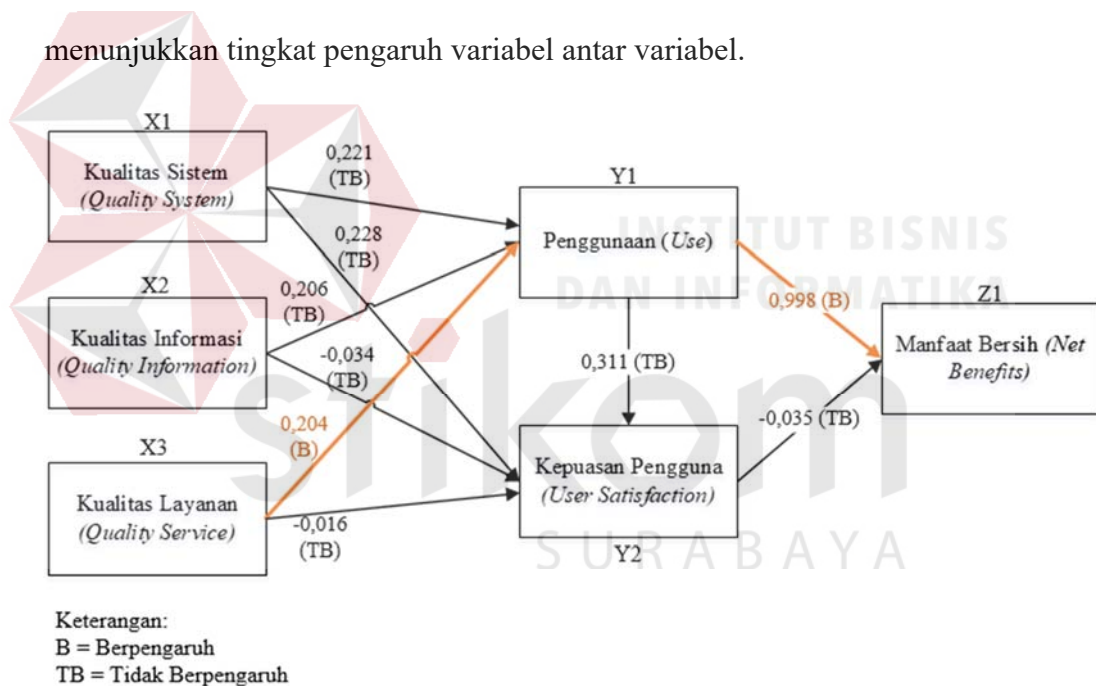 menunjukkan tingkat pengaruh variabel antar variabel.
X1
Kualitas Sistem
(Quality System)
X2
Kualitas Informasi
(Quality Information)
X3
Kualitas Layanan
(Quality Service)
0,221
(TB)
0,228
(TB)
0,206
(TB)
-0,034
(TB)
0,204
(B)
-0,016
(TB)
Y1
Penggunaan (Use)
0,311 (TB)
Kepuasan Pengguna
(User Satisfaction)
Y2
0,998 (B)
-0,035 (TB)
Z1
Manfaat Bersih (Net
Benefits)
INSTITUT BISNIS
DAN INFORMATIKA
stikom
SURABAYA
Keterangan:
B = Berpengaruh
TB = Tidak Berpengaruh